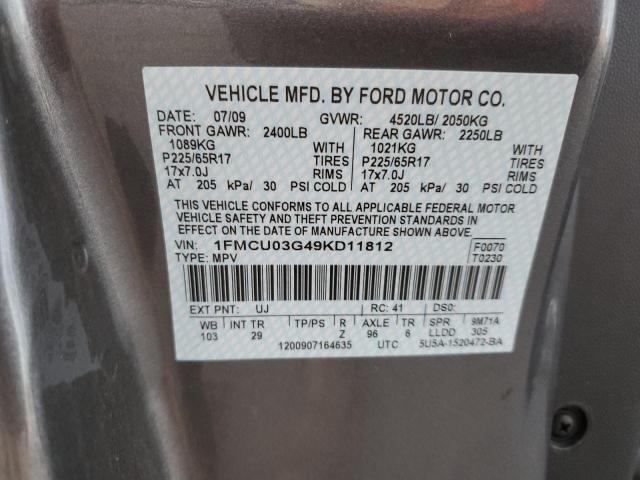 VEHICLE MFD. BY FORD MOTOR CO.
DATE: 07/09 GVWR: 4520LB/ 2050KG
FRONT GAWR: 2400LB REAR GAWR: 2250LB
1089KG WITH 1021KG WITH
P225/65R17 TIRES P225/65R17 TIRES
17x7.0J RIMS 17x7.0J RIMS
AT 205 kPa/ 30 PSI COLD AT 205 kPa/ 30 PSI COLD
THIS VEHICLE CONFORMS TO ALL APPLICABLE FEDERAL MOTOR
VEHICLE SAFETY AND THEFT PREVENTION STANDARDS IN
EFFECT ON THE DATE OF MANUFACTURE SHOWN ABOVE.
VIN: 1FMCU03G49KD11812 F0070
TYPE: MPV T0230
EXT PNT: UJ RC: 41 DS0:
WB INT TR TP/PS R AXLE TR SPR 9M71A
103 29 Z 96 6 LLDD 305
1200907164635 UTC 5U5A-1520472-BA